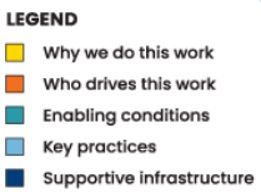 LEGEND
Why we do this work
Who drives this work
Enabling conditions
Key practices
Supportive infrastructure